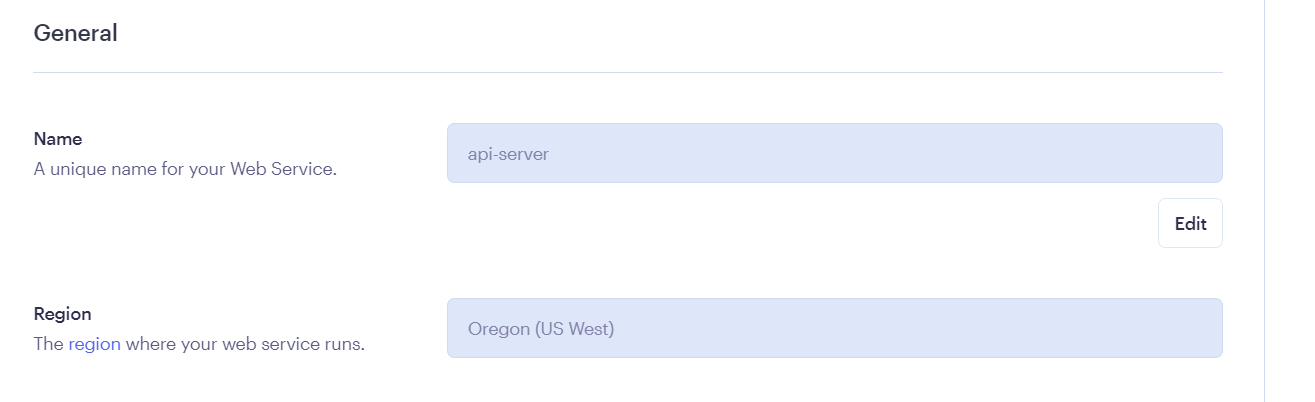 General
Name
A unique name for your Web Service.
api-server
Edit
Region
The region where your web service runs.
Oregon (US West)